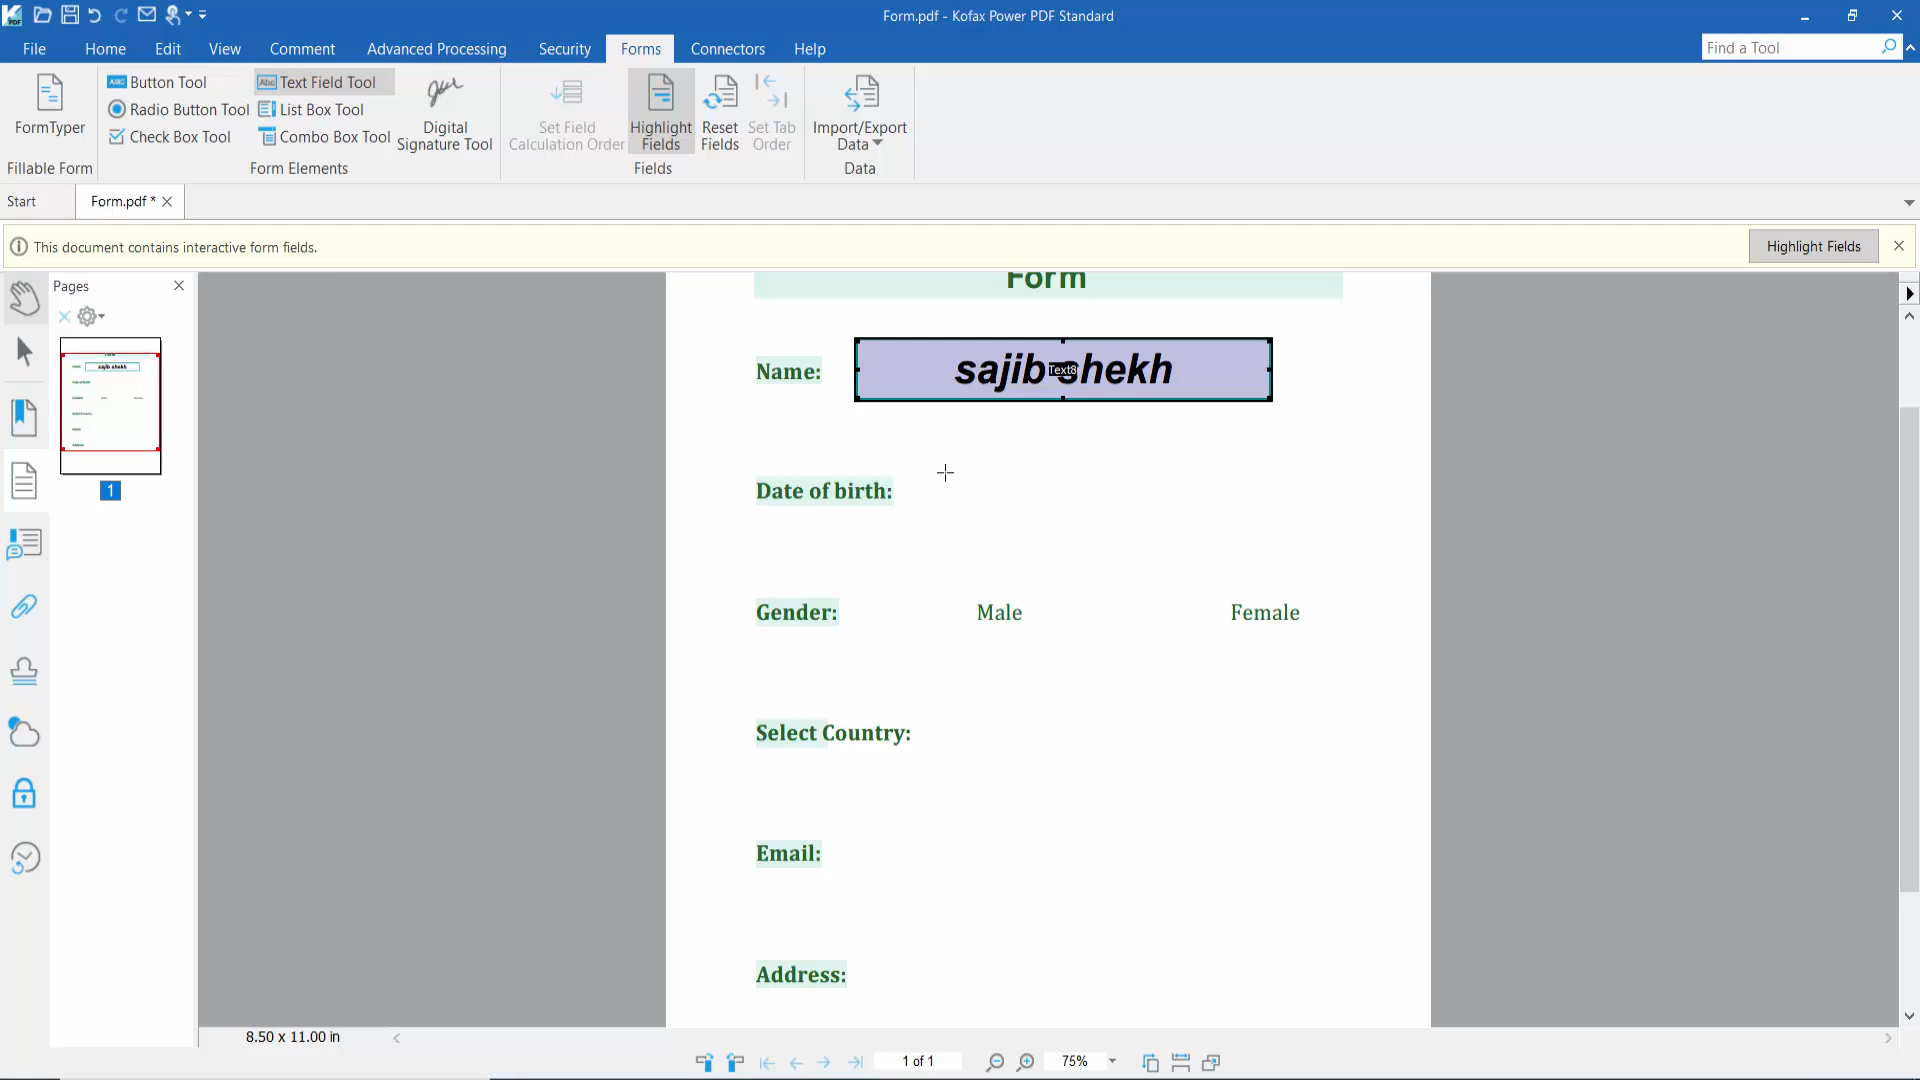 Form.pdf - Kofax Power PDF Standard
File Home Edit View Comment Advanced Processing Security Forms Connectors Help
Find a Tool
FormTyper
Button Tool
Radio Button Tool
Check Box Tool
Text Field Tool
List Box Tool
Combo Box Tool
Digital
Signature Tool
Set Field
Calculation Order
Highlight
Fields
Reset
Fields
Set Tab
Order
Import/Export
Data
Fillable Form Form Elements Fields Data
Start Form.pdf *
This document contains interactive form fields. Highlight Fields
Pages
1
Form
Name: sajib shekh
Text8
Date of birth:
Gender: Male Female
Select Country:
Email:
Address:
8.50 x 11.00 in
1 of 1 75%